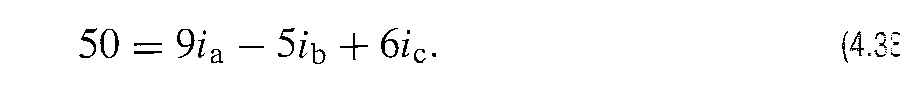 50 = 9i_a − 5i_b + 6i_c.